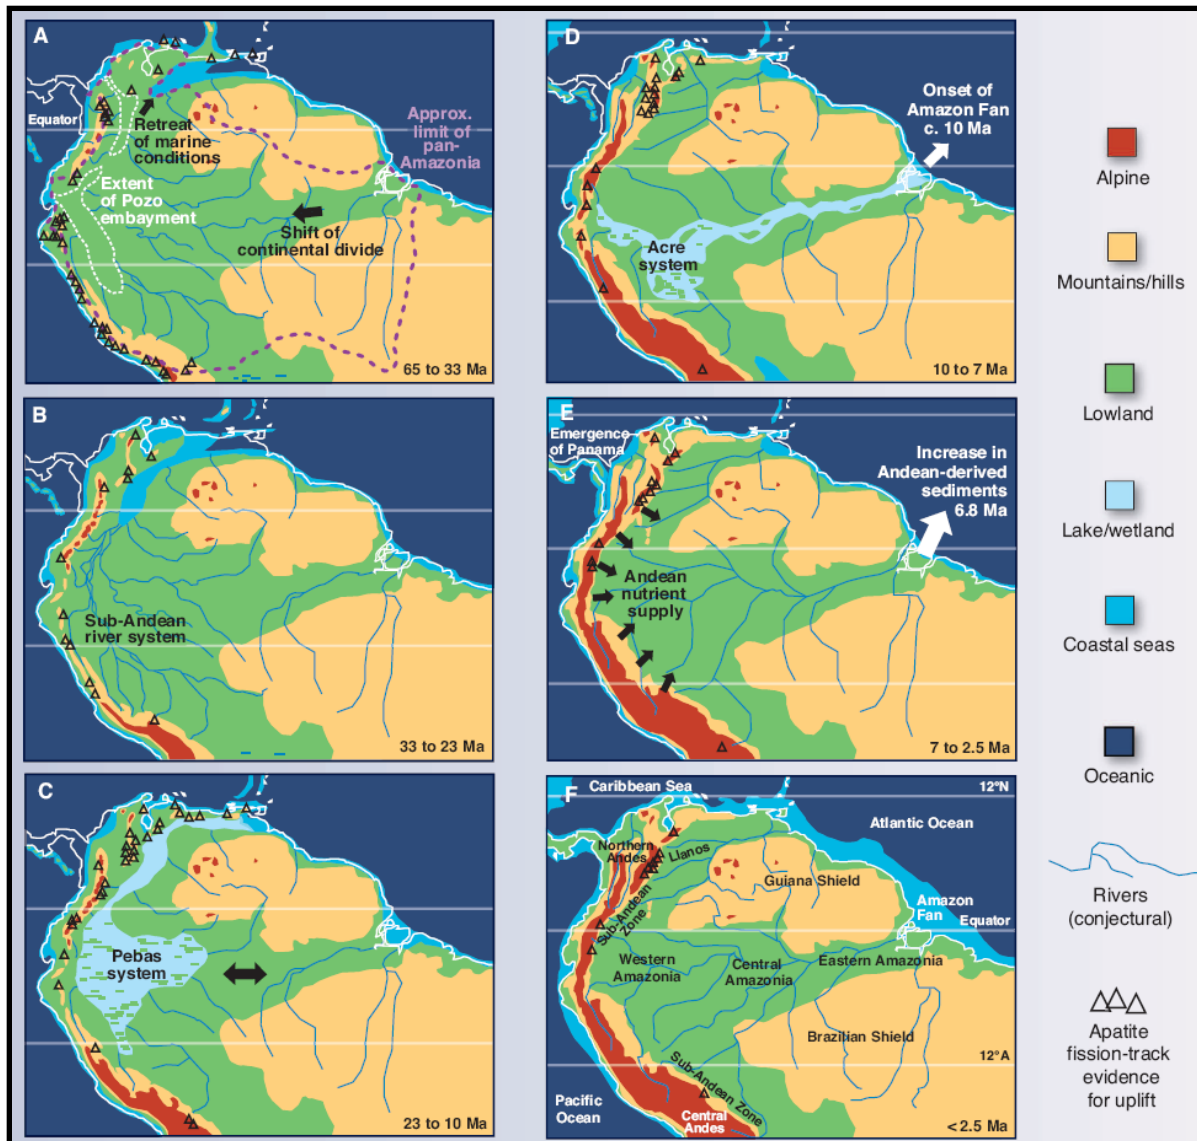 A
Equator
Retreat
of marine
conditions
Approx.
limit of
pan-
Amazonia
Extent
of Pozo
embayment
Shift of
continental divide
65 to 33 Ma
B
Sub-Andean
river system
33 to 23 Ma
C
Pebas
system
23 to 10 Ma
D
Onset of
Amazon Fan
c. 10 Ma
Acre
system
10 to 7 Ma
E
Emergence
of Panama
Increase in
Andean-derived
sediments
6.8 Ma
Andean
nutrient
supply
7 to 2.5 Ma
F
Caribbean Sea
12°N
Atlantic Ocean
Northern
Andes
Llanos
Guiana Shield
Sub-Andean
Zone
Amazon
Fan
Equator
Western
Amazonia
Central
Amazonia
Eastern Amazonia
Brazilian Shield
12°A
Sub-Andean Zone
Pacific
Ocean
Central
Andes
<2.5 Ma
Alpine
Mountains/hills
Lowland
Lake/wetland
Coastal seas
Oceanic
Rivers
(conjectural)
Apatite
fission-track
evidence
for uplift